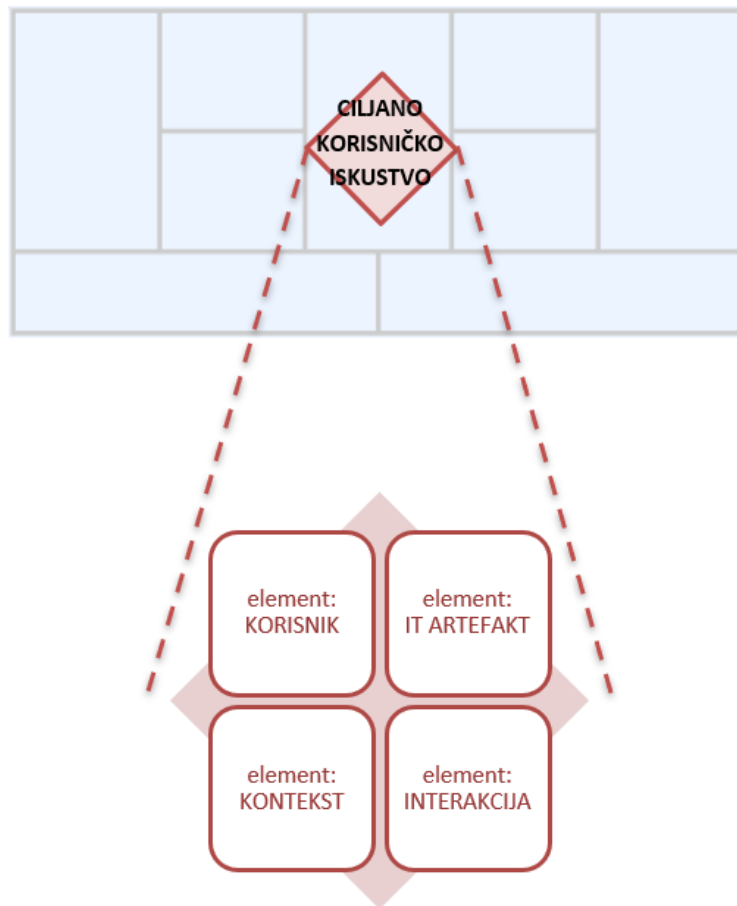 CILJANO
KORISNIČKO
ISKUSTVO
element:
KORISNIK
element:
IT ARTEFAKT
element:
KONTEKST
element:
INTERAKCIJA